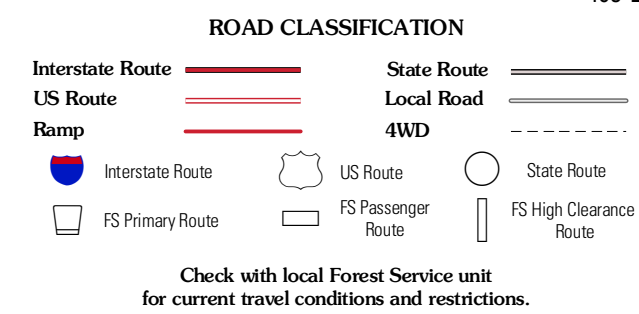 ROAD CLASSIFICATION
Interstate Route
State Route
US Route
Local Road
Ramp
4WD
Interstate Route
US Route
State Route
FS Primary Route
FS Passenger
Route
FS High Clearance
Route
Check with local Forest Service unit
for current travel conditions and restrictions.